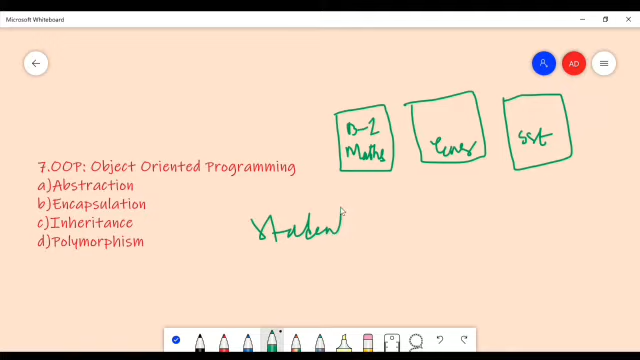 Microsoft Whiteboard
AD
D-2
Maths
SSt
7.OOP: Object Oriented Programming
a)Abstraction
b)Encapsulation
c)Inheritance
d)Polymorphism